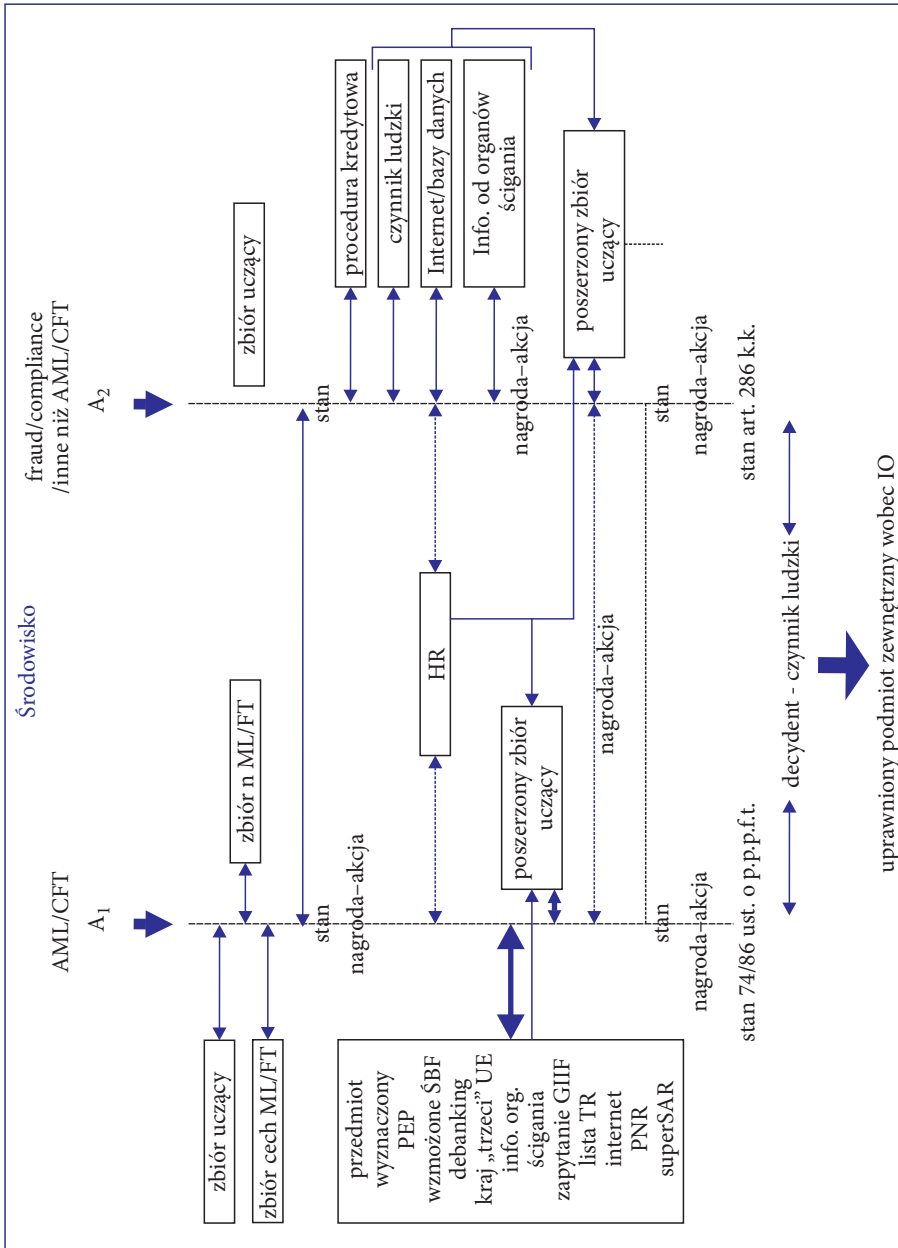 Środowisko
AML/CFT
A1
fraud/compliance
/inne niż AML/CFT
A2
zbiór uczący
zbiór cech ML/FT
zbiór n ML/FT
zbiór uczący
stan
nagroda–akcja
stan
procedura kredytowa
czynnik ludzki
Internet/bazy danych
Info. od organów
ścigania
nagroda–akcja
HR
przedmiot
wyznaczony
PEP
wzmożone ŚBF
debanking
kraj „trzeci” UE
info. org.
ścigania
zapytanie GIIF
lista TR
internet
PNR
superSAR
poszerzony zbiór
uczący
poszerzony zbiór
uczący
nagroda–akcja
stan
nagroda–akcja
stan 74/86 ust. o p.p.p.f.t.
stan
nagroda–akcja
stan art. 286 k.k.
decydent - czynnik ludzki
uprawniony podmiot zewnętrzny wobec IO